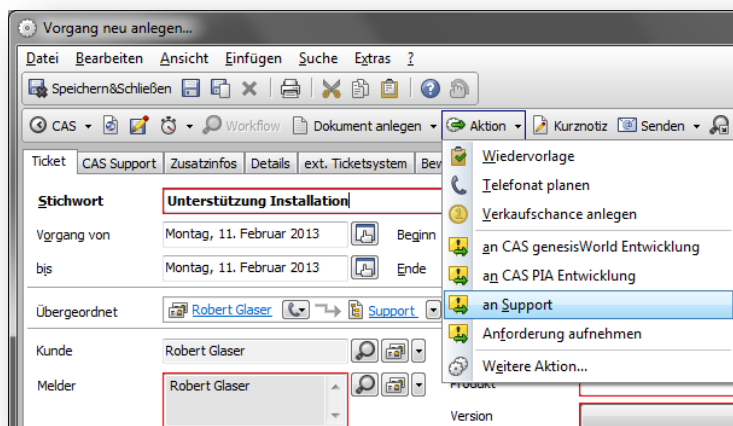 Vorgang neu anlegen...
Datei Bearbeiten Ansicht Einfügen Suche Extras ?
Speichern&Schließen
CAS Workflow Dokument anlegen Aktion Kurznotiz Senden
Ticket CAS Support Zusatzinfos Details ext. Ticketsystem
Wiedervorlage
Telefonat planen
Verkaufschance anlegen
an CAS genesisWorld Entwicklung
an CAS PIA Entwicklung
an Support
Anforderung aufnehmen
Weitere Aktion...
Stichwort Unterstützung Installation
Vorgang von Montag, 11. Februar 2013 Beginn
bis Montag, 11. Februar 2013 Ende
Übergeordnet Robert Glaser Support
Kunde Robert Glaser
Melder Robert Glaser Produkt
Version